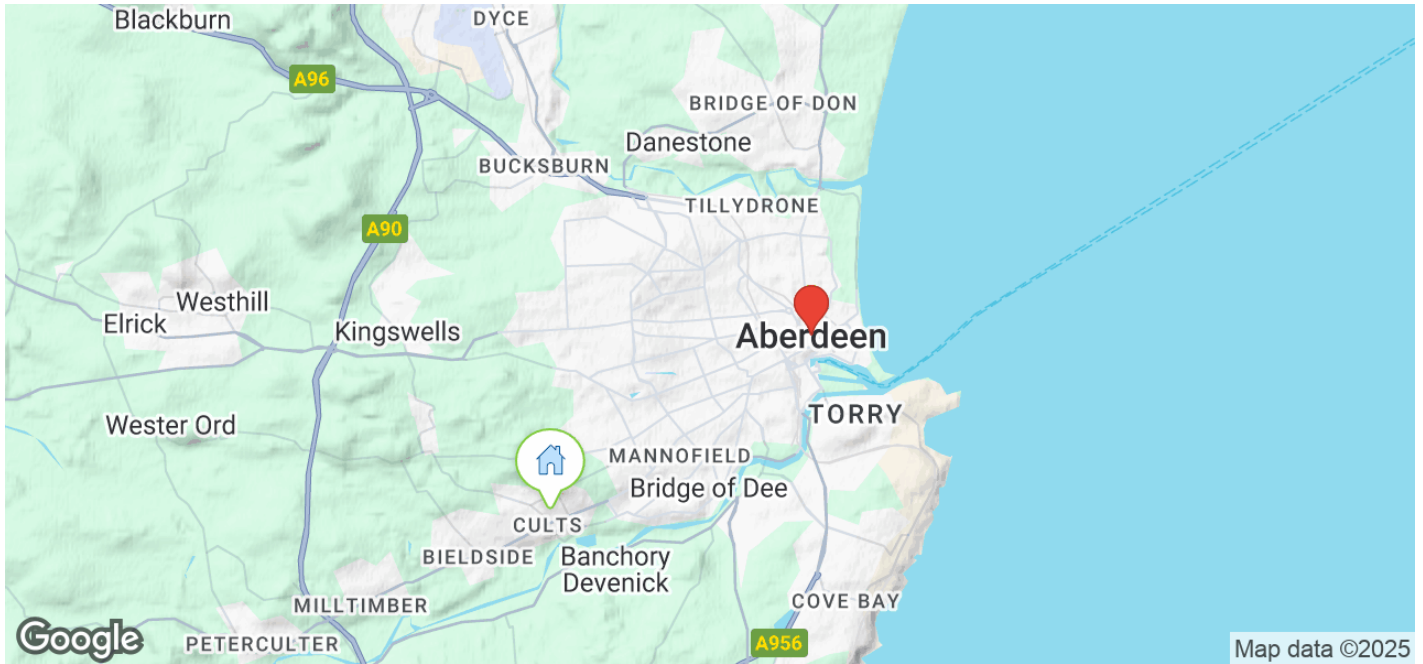 Blackburn
DYCE
A96
BRIDGE OF DON
Danestone
BUCKSBURN
TILLYDRONE
A90
Westhill
Elrick
Kingswells
Aberdeen
TORRY
Wester Ord
MANNOFIELD
Bridge of Dee
CULTS
BIELDSIDE
Banchory
Devenick
MILLTIMBER
COVE BAY
PETERCULTER
A956
Google
Map data ©2025